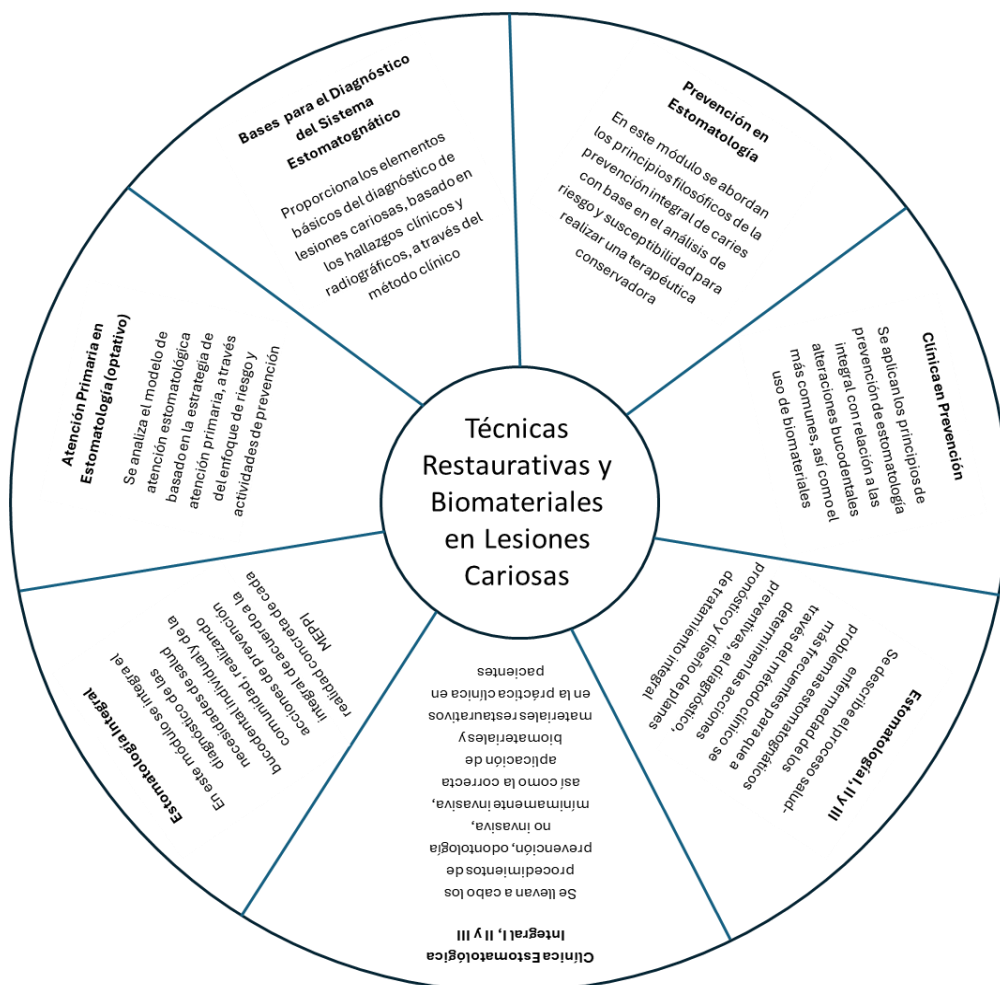 Técnicas
Restaurativas y
Biomateriales
en Lesiones
Cariosas
Prevención en
Estomatología
En este módulo se abordan
los principios filosóficos de la
prevención integral de caries
con base en el análisis de
riesgo y susceptibilidad para
realizar una terapéutica
conservadora
Clínica en Prevención
Se aplican los principios de
prevención de estomatología
integral con relación a las
alteraciones bucodentales
más comunes, así como el
uso de biomateriales
Estomatologíal, II y III
Se describe el proceso salud-
enfermedad de los
problemas estomatognáticos
más frecuentes para que a
través del método clínico se
determinen las acciones
preventivas, el diagnóstico,
pronóstico y diseño de planes
de tratamiento integral
Clínica Estomatológica
Integral I, II y III
Se llevan a cabo los
procedimientos de
prevención, odontología
no invasiva,
mínimamente invasiva,
así como la correcta
aplicación de
biomateriales y
materiales restaurativos
en la práctica clínica en
pacientes
Estomatología Integral
En este módulo se integra el
diagnóstico de las
necesidades de salud
bucodental individual y de la
comunidad, realizando
acciones de prevención
Integral de acuerdo a la
realidad concreta de cada
MEPPI
Atención Primaria en
Estomatología (optativo)
Se analiza el modelo de
atención estomatológica
basado en la estrategia de
atención primaria, a través
del enfoque de riesgo y
actividades de prevención
Bases para el Diagnóstico
del Sistema
Estomatognático
Proporciona los elementos
básicos del diagnóstico de
lesiones cariosas, basado en
los hallazgos clínicos y
radiográficos, a través del
método clínico